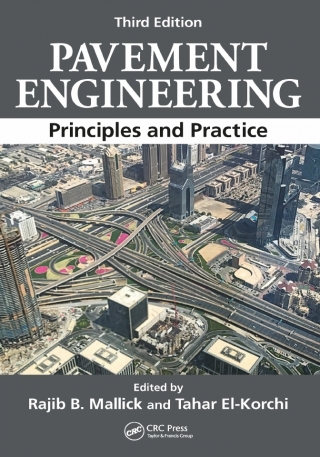 Third Edition
PAVEMENT
ENGINEERING
Principles and Practice
Edited by
Rajib B. Mallick and Tahar El-Korchi
CRC
CRC Press
Taylor & Francis Group